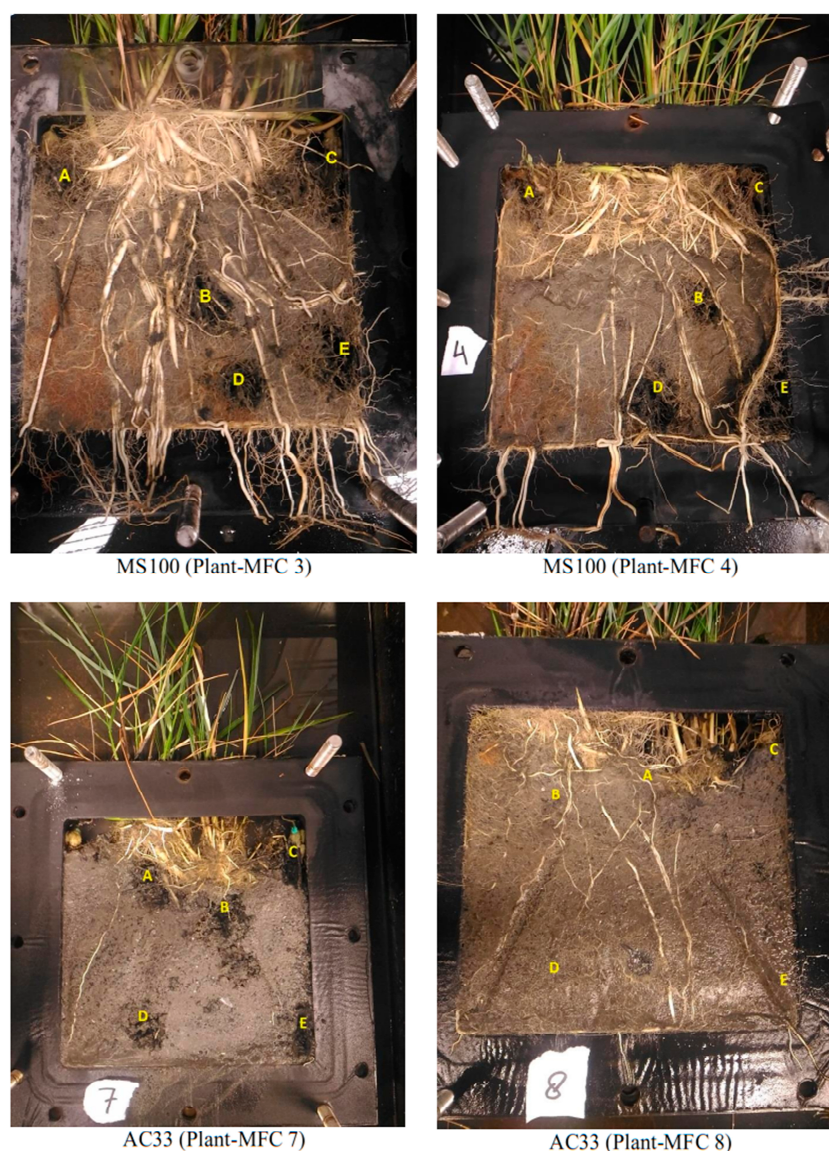 A
C
B
E
D
MS100 (Plant-MFC 3)
A
C
B
4
D
E
MS100 (Plant-MFC 4)
C
A
B
D
E
7
AC33 (Plant-MFC 7)
C
A
B
D
E
8
AC33 (Plant-MFC 8)